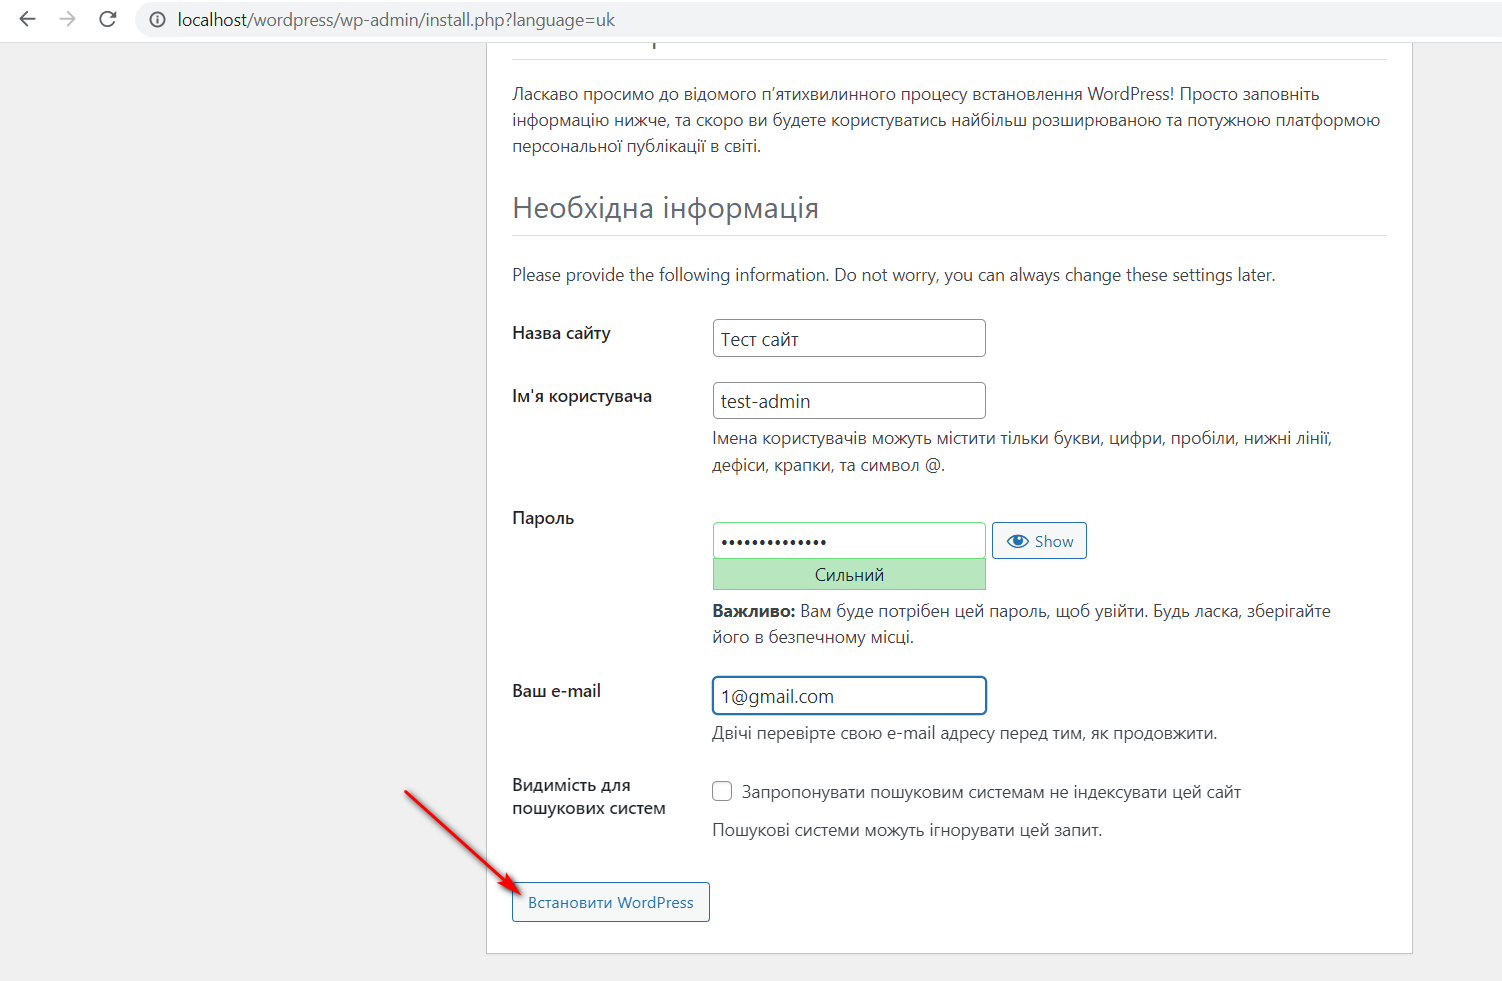 localhost/wordpress/wp-admin/install.php?language=uk
Ласкаво просимо до відомого п’ятихвилинного процесу встановлення WordPress! Просто заповніть
інформацію нижче, та скоро ви будете користуватись найбільш розширюваною та потужною платформою
персональної публікації в світі.
Необхідна інформація
Please provide the following information. Do not worry, you can always change these settings later.
Назва сайту
Тест сайт
Ім'я користувача
test-admin
Імена користувачів можуть містити тільки букви, цифри, пробіли, нижні лінії,
дефіси, крапки, та символ @.
Пароль
••••••••••••••
Show
Сильний
Важливо: Вам буде потрібен цей пароль, щоб увійти. Будь ласка, зберігайте
його в безпечному місці.
Ваш e-mail
1@gmail.com
Двічі перевірте свою e-mail адресу перед тим, як продовжити.
Видимість для
пошукових систем
Запропонувати пошуковим системам не індексувати цей сайт
Пошукові системи можуть ігнорувати цей запит.
Встановити WordPress